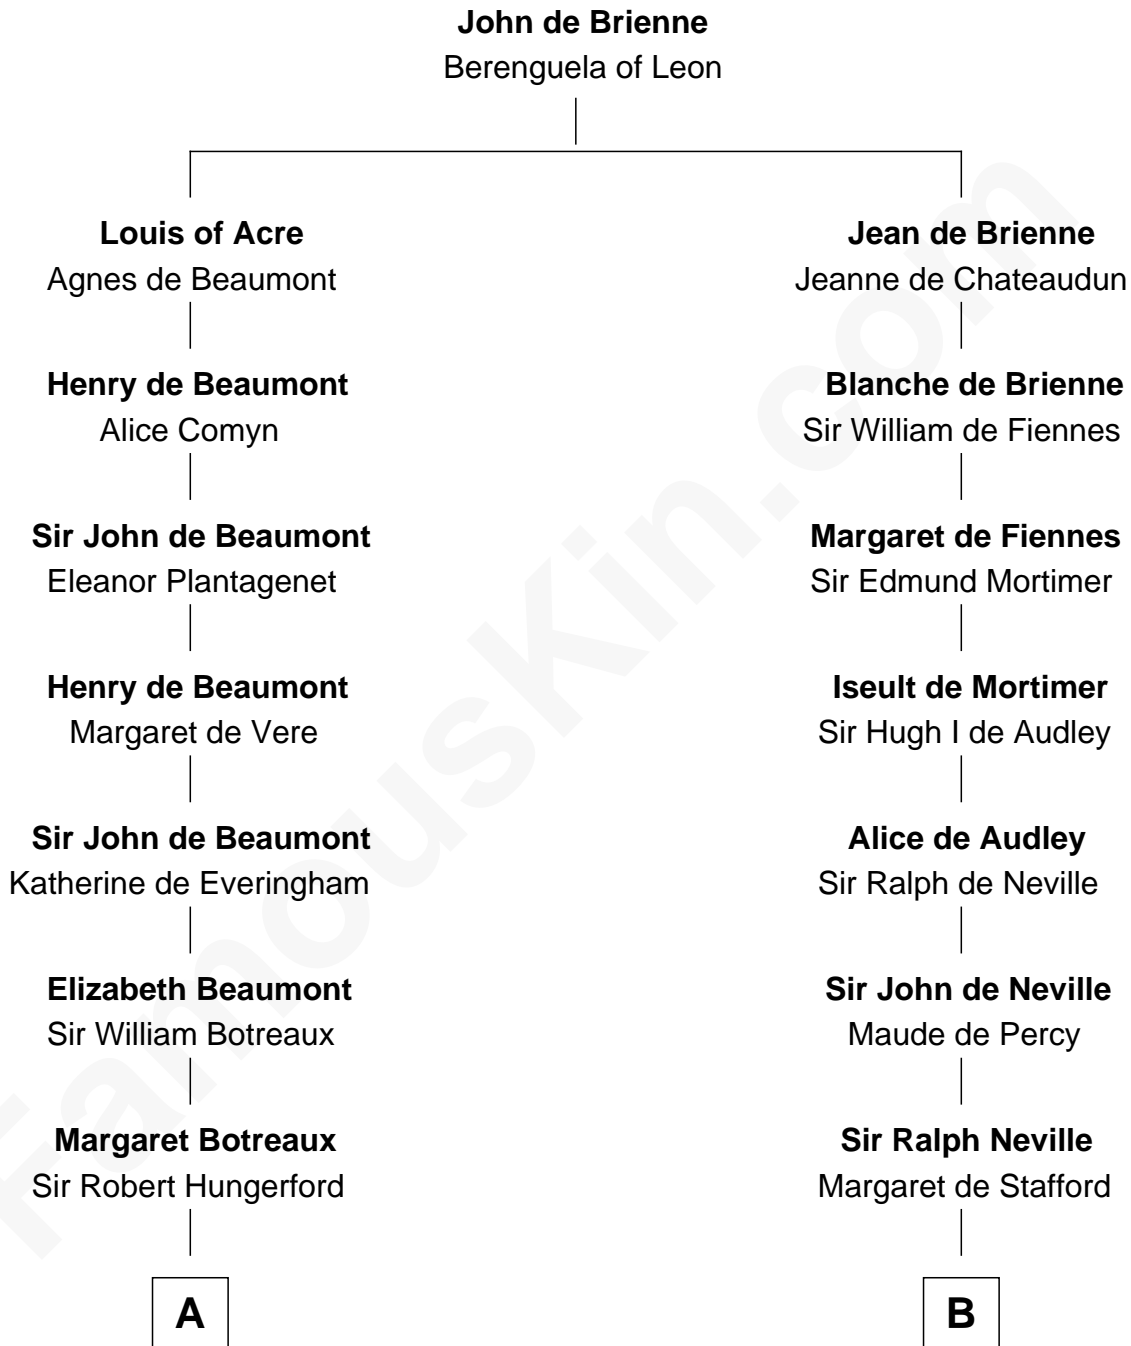 John de Brienne
Berenguela of Leon
Louis of Acre
Agnes de Beaumont
Jean de Brienne
Jeanne de Chateaudun
Henry de Beaumont
Alice Comyn
Blanche de Brienne
Sir William de Fiennes
Sir John de Beaumont
Eleanor Plantagenet
Margaret de Fiennes
Sir Edmund Mortimer
Henry de Beaumont
Margaret de Vere
Iseult de Mortimer
Sir Hugh I de Audley
Sir John de Beaumont
Katherine de Everingham
Alice de Audley
Sir Ralph de Neville
Elizabeth Beaumont
Sir William Botreaux
Sir John de Neville
Maude de Percy
Margaret Botreaux
Sir Robert Hungerford
Sir Ralph Neville
Margaret de Stafford
A
B
FamousKin.com